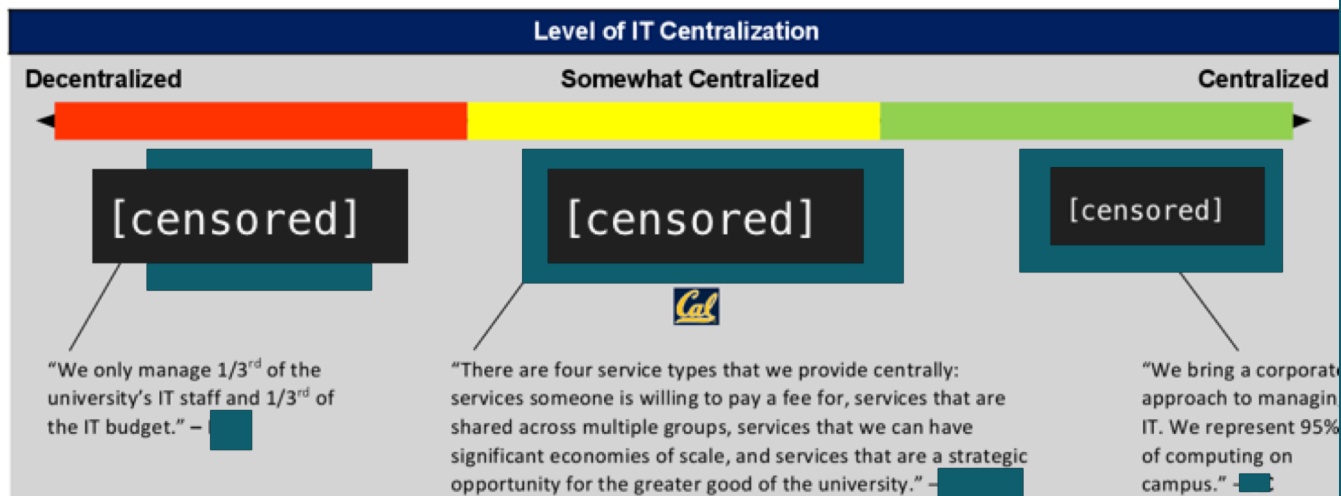 Level of IT Centralization
Decentralized
Somewhat Centralized
Centralized
[censored]
[censored]
[censored]
Cal
“We only manage 1/3rd of the
university’s IT staff and 1/3rd of
the IT budget.” –
“There are four service types that we provide centrally:
services someone is willing to pay a fee for, services that are
shared across multiple groups, services that we can have
significant economies of scale, and services that are a strategic
opportunity for the greater good of the university.” –
“We bring a corporate
approach to managin
IT. We represent 95%
of computing on
campus.” -